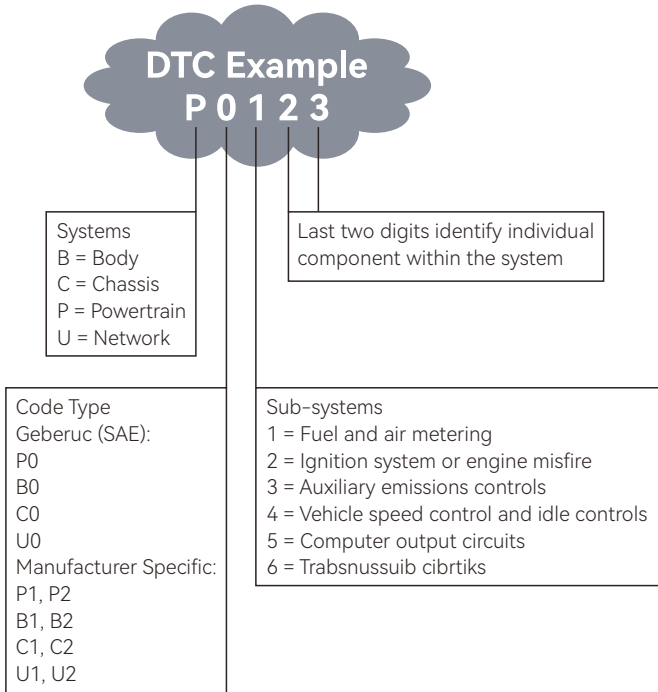 DTC Example
P 0 1 2 3
Systems
B = Body
C = Chassis
P = Powertrain
U = Network
Last two digits identify individual
component within the system
Code Type
Geberuc (SAE):
P0
B0
C0
U0
Manufacturer Specific:
P1, P2
B1, B2
C1, C2
U1, U2
Sub-systems
1 = Fuel and air metering
2 = Ignition system or engine misfire
3 = Auxiliary emissions controls
4 = Vehicle speed control and idle controls
5 = Computer output circuits
6 = Trabsnussuib cibrtiks